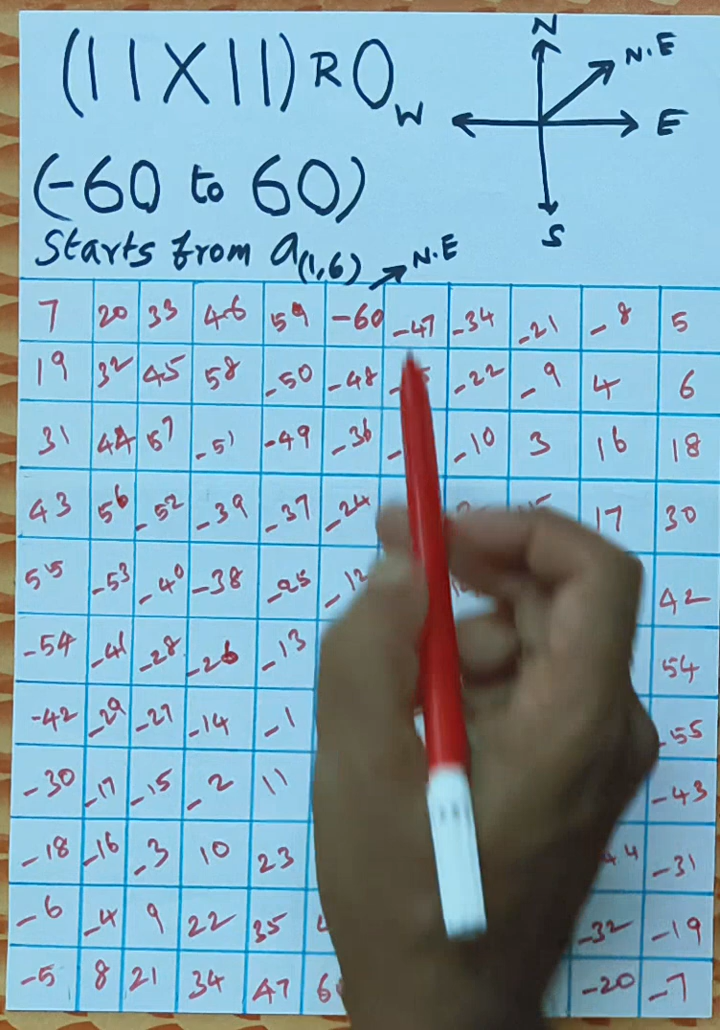 (11X11) RO
N
N.E
W
E
S
(-60 to 60)
Starts from a(1,6) N.E
7 20 33 46 59 -60 -47 -34 -21 -8 5
19 32 45 58 -50 -48 -22 -9 4 6
31 44 57 -51 -49 -36 -10 3 16 18
43 56 -52 -39 -37 -24 17 30
55 -53 -40 -38 -25 -12 42
-54 -41 -28 -26 -13 54
-42 -29 -27 -14 -1 -55
-30 -17 -15 -2 11 -43
-18 -16 -3 10 23 -31
-6 -4 9 22 35 -32 -19
-5 8 21 34 47 -20 -7